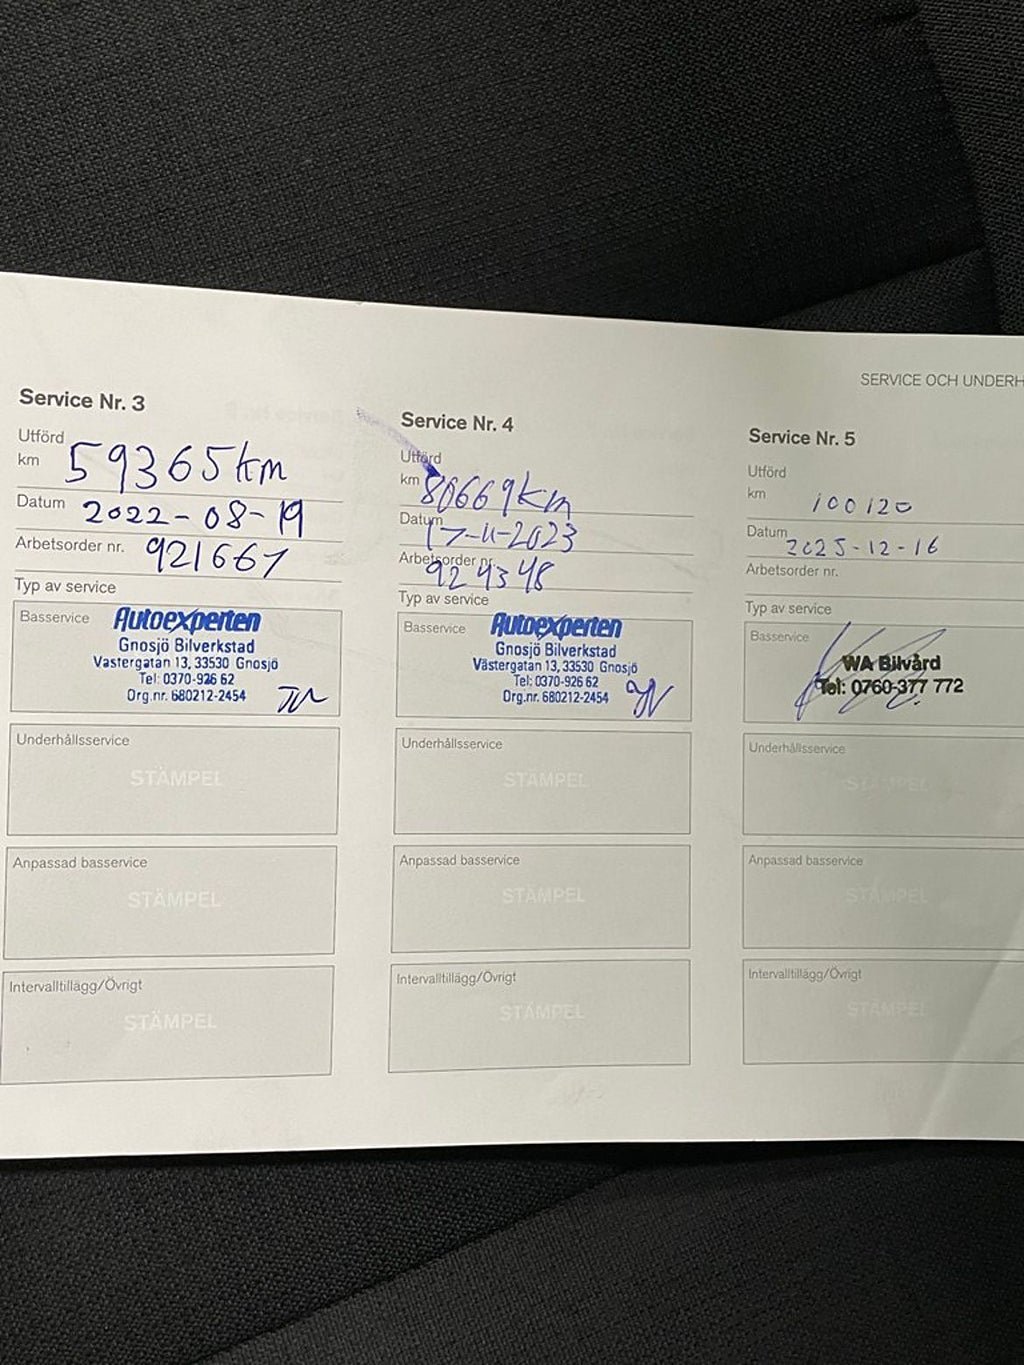 SERVICE OCH UNDERH
Service Nr. 3
Utförd
km 59365km
Datum 2022-08-19
Arbetsorder nr. 921667
Typ av service
Basservice
Autoexperten
Gnosjö Bilverkstad
Västergatan 13, 33530 Gnosjö
Tel: 0370-926 62
Org.nr. 680212-2454
Underhållsservice
STÄMPEL
Anpassad basservice
STÄMPEL
Intervalltillägg/Övrigt
STÄMPEL
Service Nr. 4
Utförd
km 80669km
Datum 17-11-2023
Arbetsorder nr. 924348
Typ av service
Basservice
Autoexperten
Gnosjö Bilverkstad
Västergatan 13, 33530 Gnosjö
Tel: 0370-926 62
Org.nr. 680212-2454
Underhållsservice
STÄMPEL
Anpassad basservice
STÄMPEL
Intervalltillägg/Övrigt
STÄMPEL
Service Nr. 5
Utförd
km 100120
Datum 2025-12-16
Arbetsorder nr.
Typ av service
Basservice
WA Bilvård
Tel: 0760-377 772
Underhållsservice
STÄMPEL
Anpassad basservice
STÄMPEL
Intervalltillägg/Övrigt
STÄMPEL